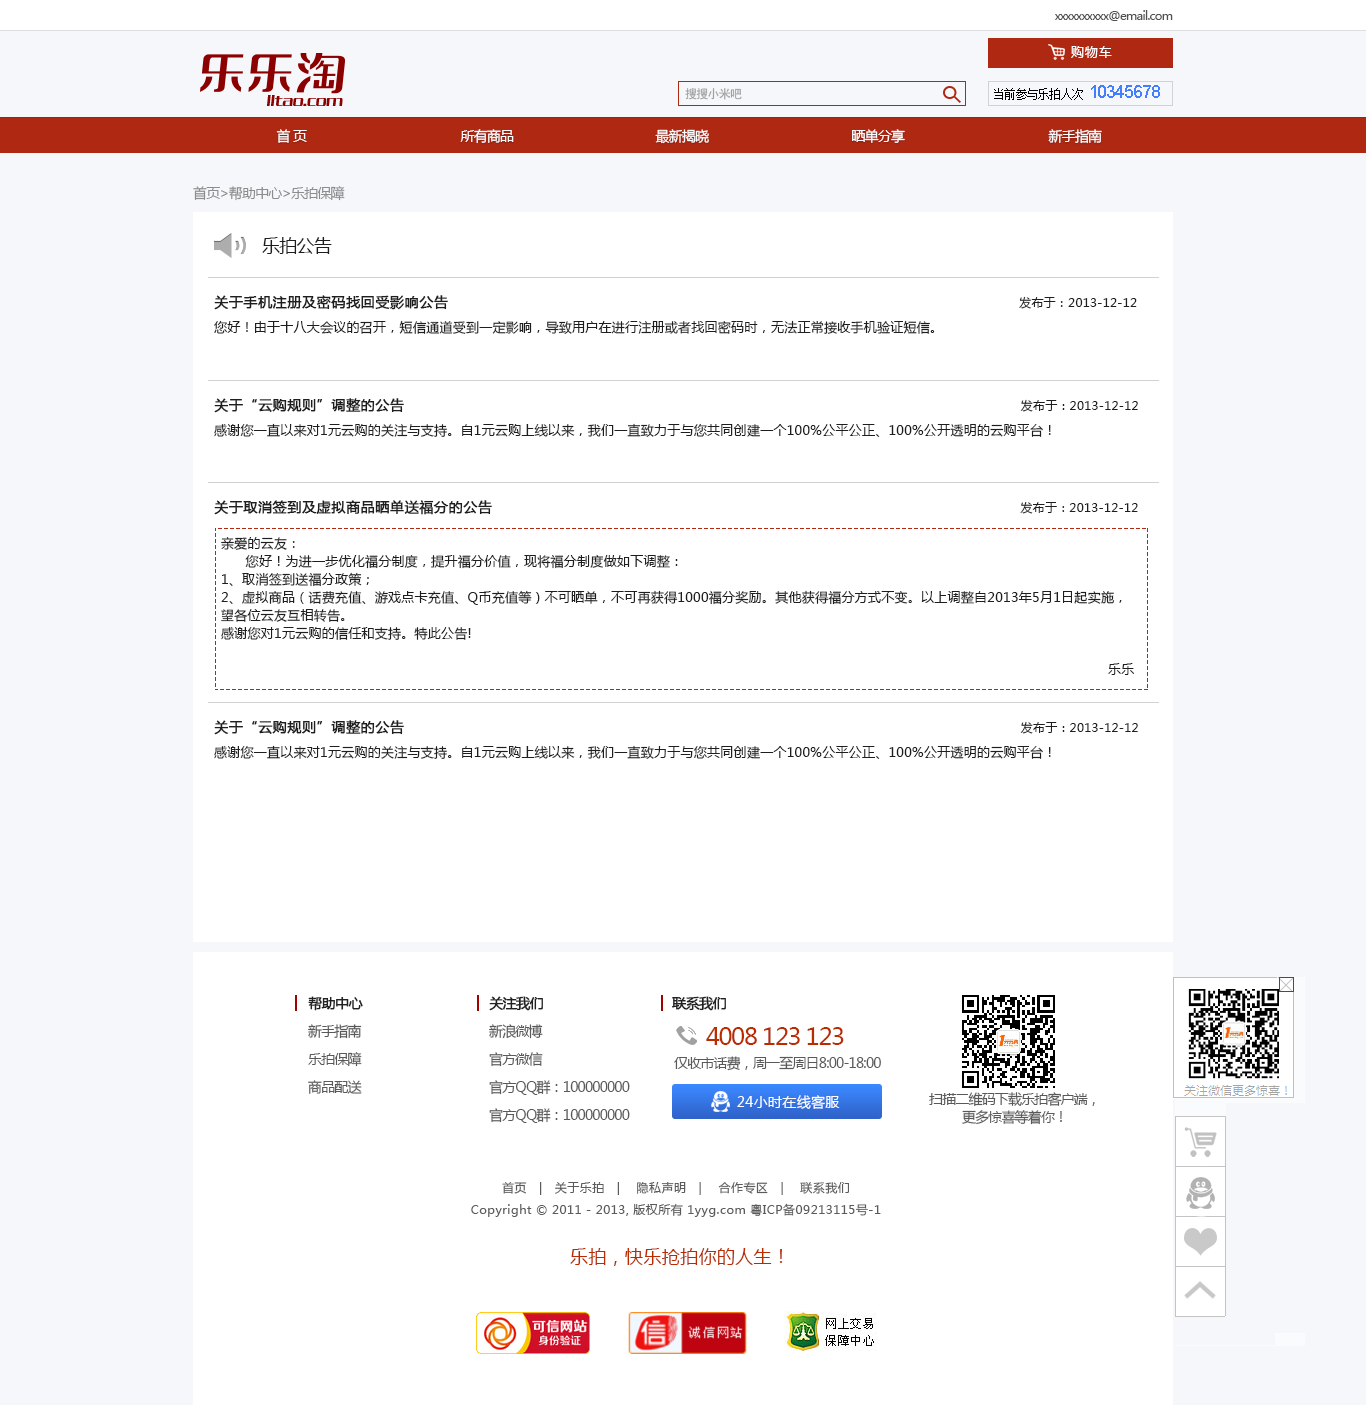 xxxxxxxxxx@email.com
购物车
乐乐淘
lltao.com
搜搜小米吧
当前参与乐拍人次 10345678
首 页 所有商品 最新揭晓 晒单分享 新手指南
首页>帮助中心>乐拍保障
乐拍公告
关于手机注册及密码找回受影响公告 发布于：2013-12-12
您好！由于十八大会议的召开，短信通道受到一定影响，导致用户在进行注册或者找回密码时，无法正常接收手机验证短信。
关于“云购规则”调整的公告 发布于：2013-12-12
感谢您一直以来对1元云购的关注与支持。自1元云购上线以来，我们一直致力于与您共同创建一个100%公平公正、100%公开透明的云购平台！
关于取消签到及虚拟商品晒单送福分的公告 发布于：2013-12-12
亲爱的云友：
您好！为进一步优化福分制度，提升福分价值，现将福分制度做如下调整：
1、取消签到送福分政策；
2、虚拟商品（话费充值、游戏点卡充值、Q币充值等）不可晒单，不可再获得1000福分奖励。其他获得福分方式不变。以上调整自2013年5月1日起实施，
望各位云友互相转告。
感谢您对1元云购的信任和支持。特此公告!
乐乐
关于“云购规则”调整的公告 发布于：2013-12-12
感谢您一直以来对1元云购的关注与支持。自1元云购上线以来，我们一直致力于与您共同创建一个100%公平公正、100%公开透明的云购平台！
帮助中心
新手指南
乐拍保障
商品配送
关注我们
新浪微博
官方微信
官方QQ群：100000000
官方QQ群：100000000
联系我们
4008 123 123
仅收市话费，周一至周日8:00-18:00
24小时在线客服
扫描二维码下载乐拍客户端，
更多惊喜等着你！
关注微信更多惊喜！
首页 | 关于乐拍 | 隐私声明 | 合作专区 | 联系我们
Copyright © 2011 - 2013, 版权所有 1yyg.com 粤ICP备09213115号-1
乐拍，快乐抢拍你的人生！
可信网站
身份验证
信
诚信网站
网上交易
保障中心